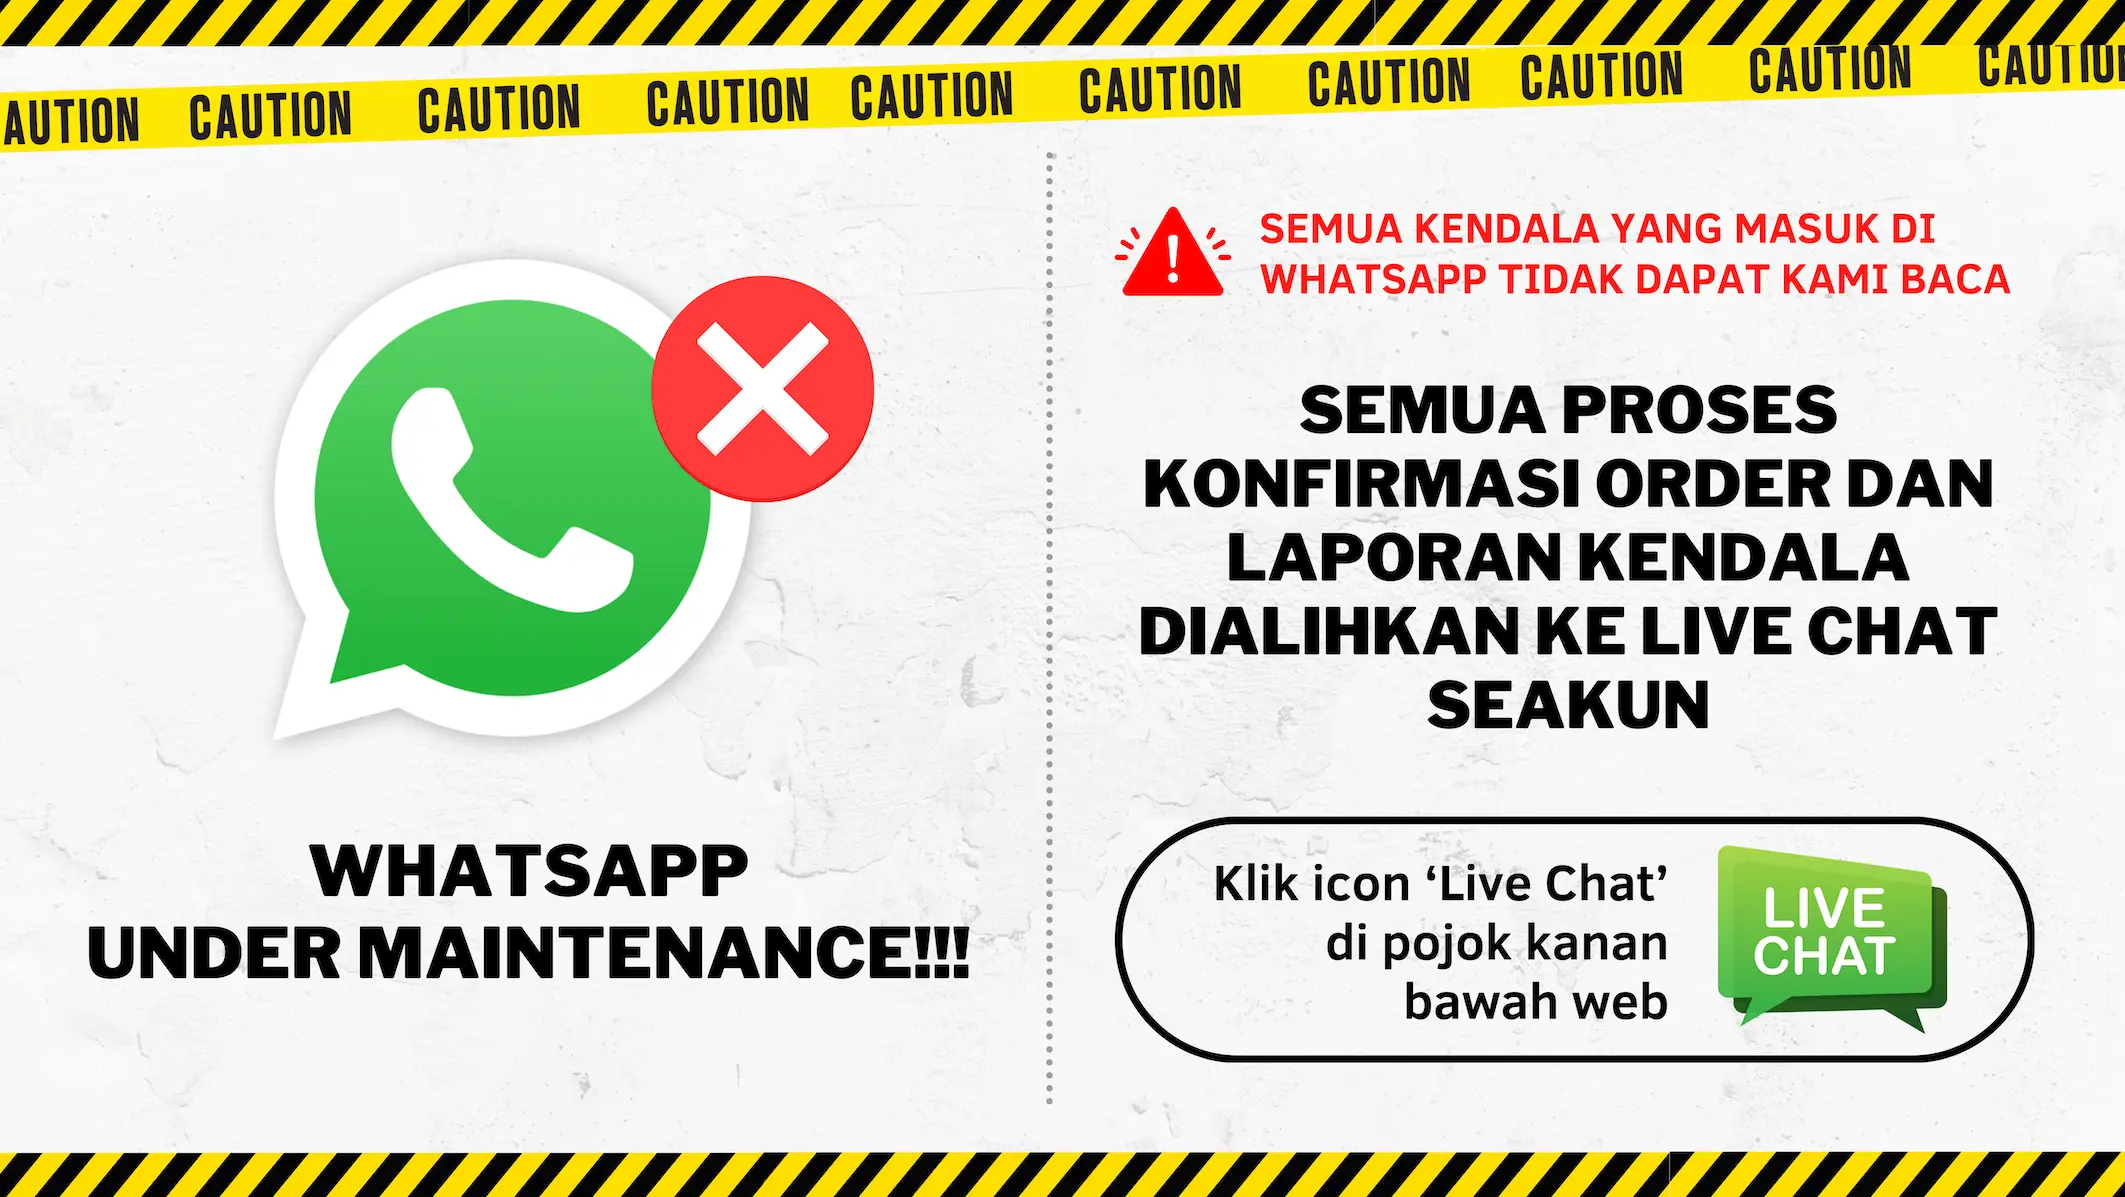 AUTION CAUTION CAUTION CAUTION CAUTION CAUTION CAUTION CAUTION CAUTION CAUTION
WHATSAPP
UNDER MAINTENANCE!!!
SEMUA KENDALA YANG MASUK DI
WHATSAPP TIDAK DAPAT KAMI BACA
SEMUA PROSES
KONFIRMASI ORDER DAN
LAPORAN KENDALA
DIALIHKAN KE LIVE CHAT
SEAKUN
Klik icon ‘Live Chat’
di pojok kanan
bawah web
LIVE
CHAT